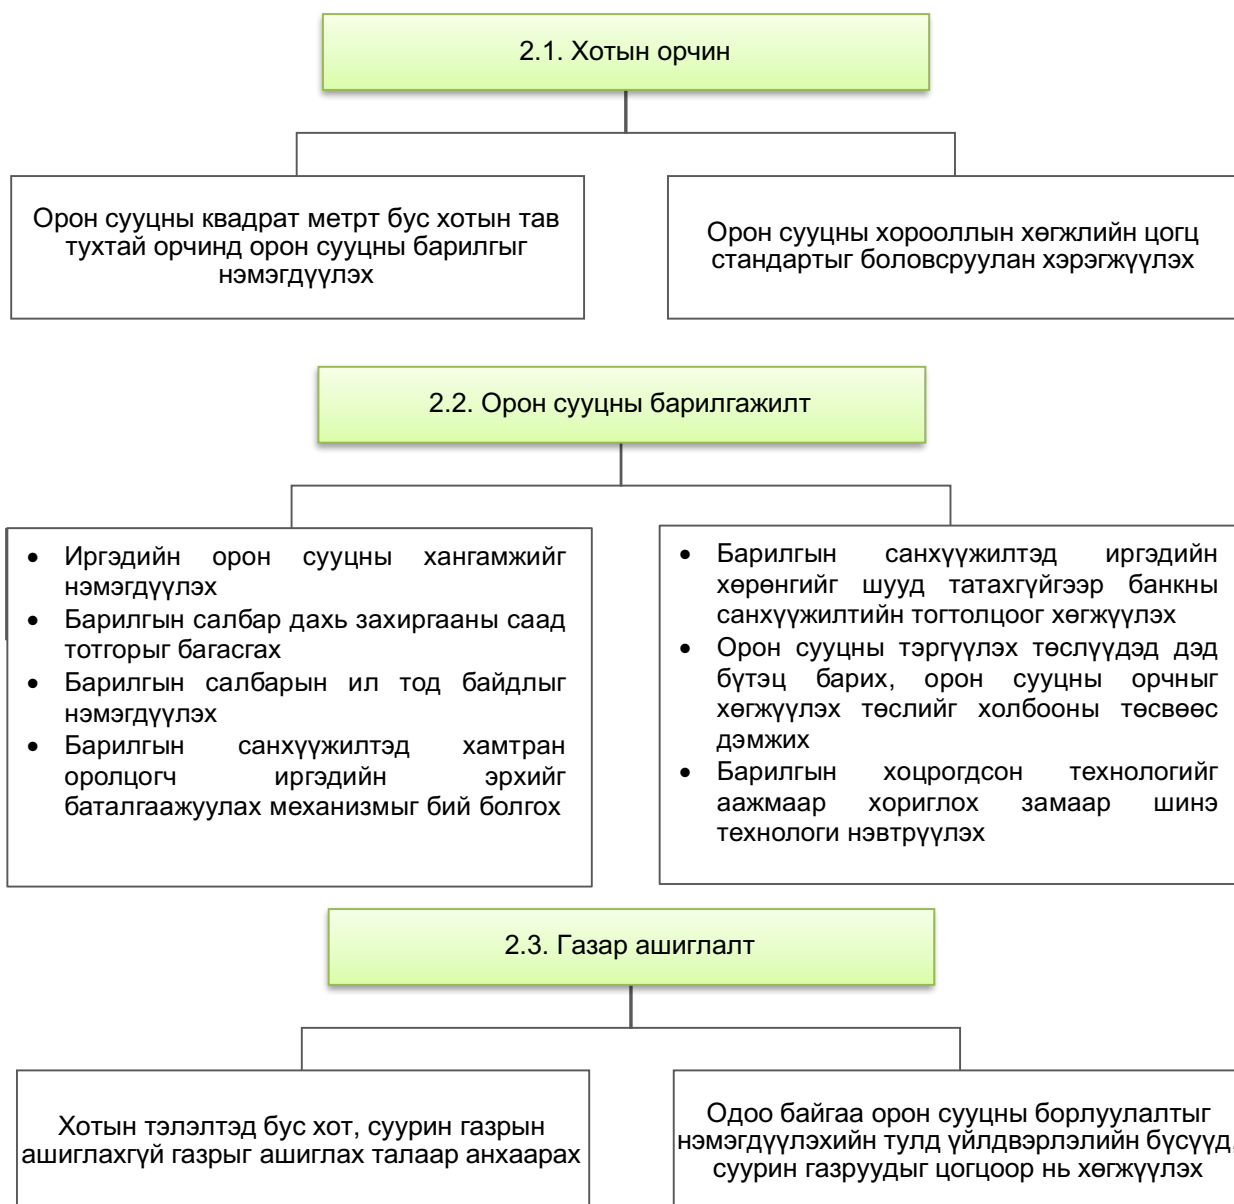 2.1. Хотын орчин
Орон сууцны квадрат метрт бус хотын тав
тухтай орчинд орон сууцны барилгыг
нэмэгдүүлэх
Орон сууцны хорооллын хөгжлийн цогц
стандартыг боловсруулан хэрэгжүүлэх
2.2. Орон сууцны барилгажилт
• Иргэдийн орон сууцны хангамжийг
нэмэгдүүлэх
• Барилгын салбар дахь захиргааны саад
тотгорыг багасгах
• Барилгын салбарын ил тод байдлыг
нэмэгдүүлэх
• Барилгын санхүүжилтэд хамтран
оролцогч иргэдийн эрхийг
баталгаажуулах механизмыг бий болгох
• Барилгын санхүүжилтэд иргэдийн
хөрөнгийг шууд татахгүйгээр банкны
санхүүжилтийн тогтолцоог хөгжүүлэх
• Орон сууцны тэргүүлэх төслүүдэд дэд
бүтэц барих, орон сууцны орчныг
хөгжүүлэх төслийг холбооны төсвөөс
дэмжих
• Барилгын хоцрогдсон технологийг
аажмаар хориглох замаар шинэ
технологи нэвтрүүлэх
2.3. Газар ашиглалт
Хотын тэлэлтэд бус хот, суурин газрын
ашиглахгүй газрыг ашиглах талаар анхаарах
Одоо байгаа орон сууцны борлуулалтыг
нэмэгдүүлэхийн тулд үйлдвэрлэлийн бүсүүд,
суурин газруудыг цогцоор нь хөгжүүлэх